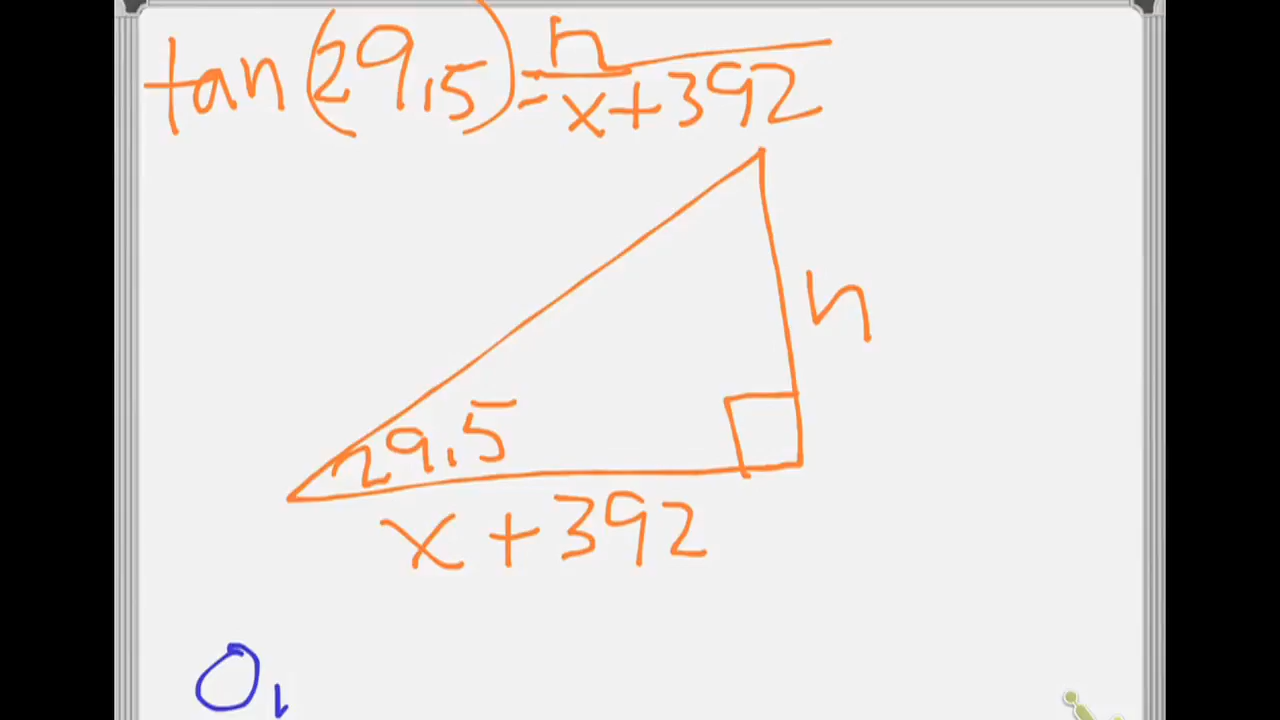 tan(29.5) = h
x+392
h
29.5
x+392